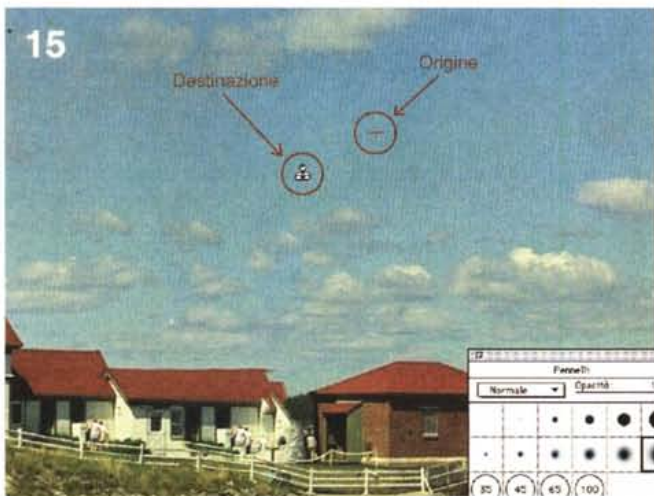 15
Origine
Destinazione
Pennelli
Normale
Opacità:
35 45 65 100